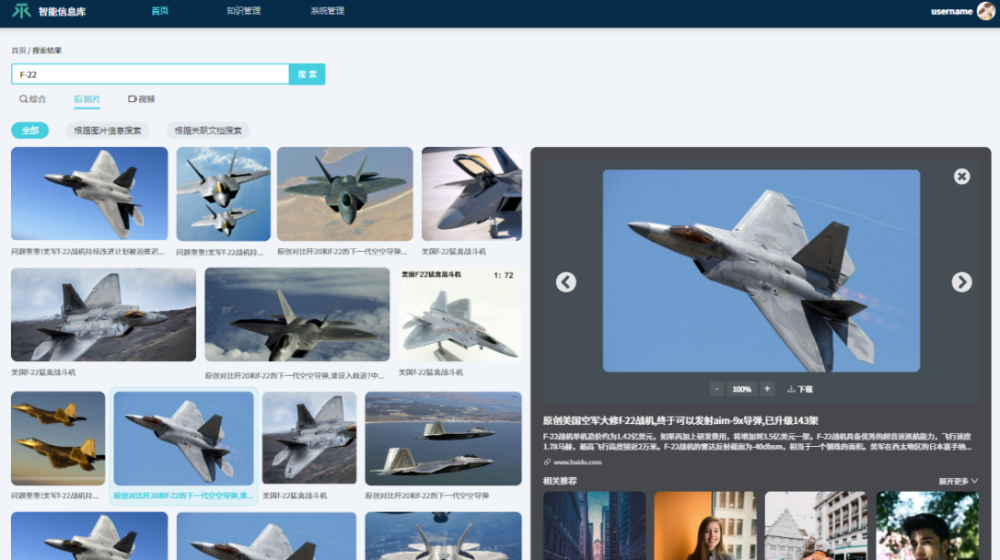 智能信息库
首页
知识管理
系统管理
username
首页 / 搜索结果
F-22
搜 索
综合
图片
视频
全部
根据图片信息搜索
根据关联文档搜索
问题重重!美军f-22战机持续改进计划被迫推迟...
问题重重!美军f-22战机持...
原创对比歼20和f-22的下一代空空导弹...
美国f-22猛禽战斗机
美国F22猛禽战斗机 1: 72
美国f-22猛禽战斗机
原创对比歼20和f-22的下一代空空导弹,谁误入歧途?中...
美国f-22猛禽战斗机
问题重重!美军f-22战机持...
原创对比歼20和f-22的下一代空空导弹,谁...
美国f-22猛禽战斗机
原创对比歼20和f-22的下一代空空导弹
- 100% + 下载
原创美国空军大修f-22战机,终于可以发射aim-9x导弹,已升级143架
F-22战机单机造价约为1.42亿美元，如果再加上研发费用，将增加到3.5亿美元一架。F-22战机具备优秀的超音速巡航能力，飞行速度
1.78马赫，最高飞行高度接近2万米。F-22战机的雷达反射截面为-40dbsm，相当于一个钢珠的面积。美军在西太地区的日本嘉手纳...
www.baidu.com
相关推荐
展开更多